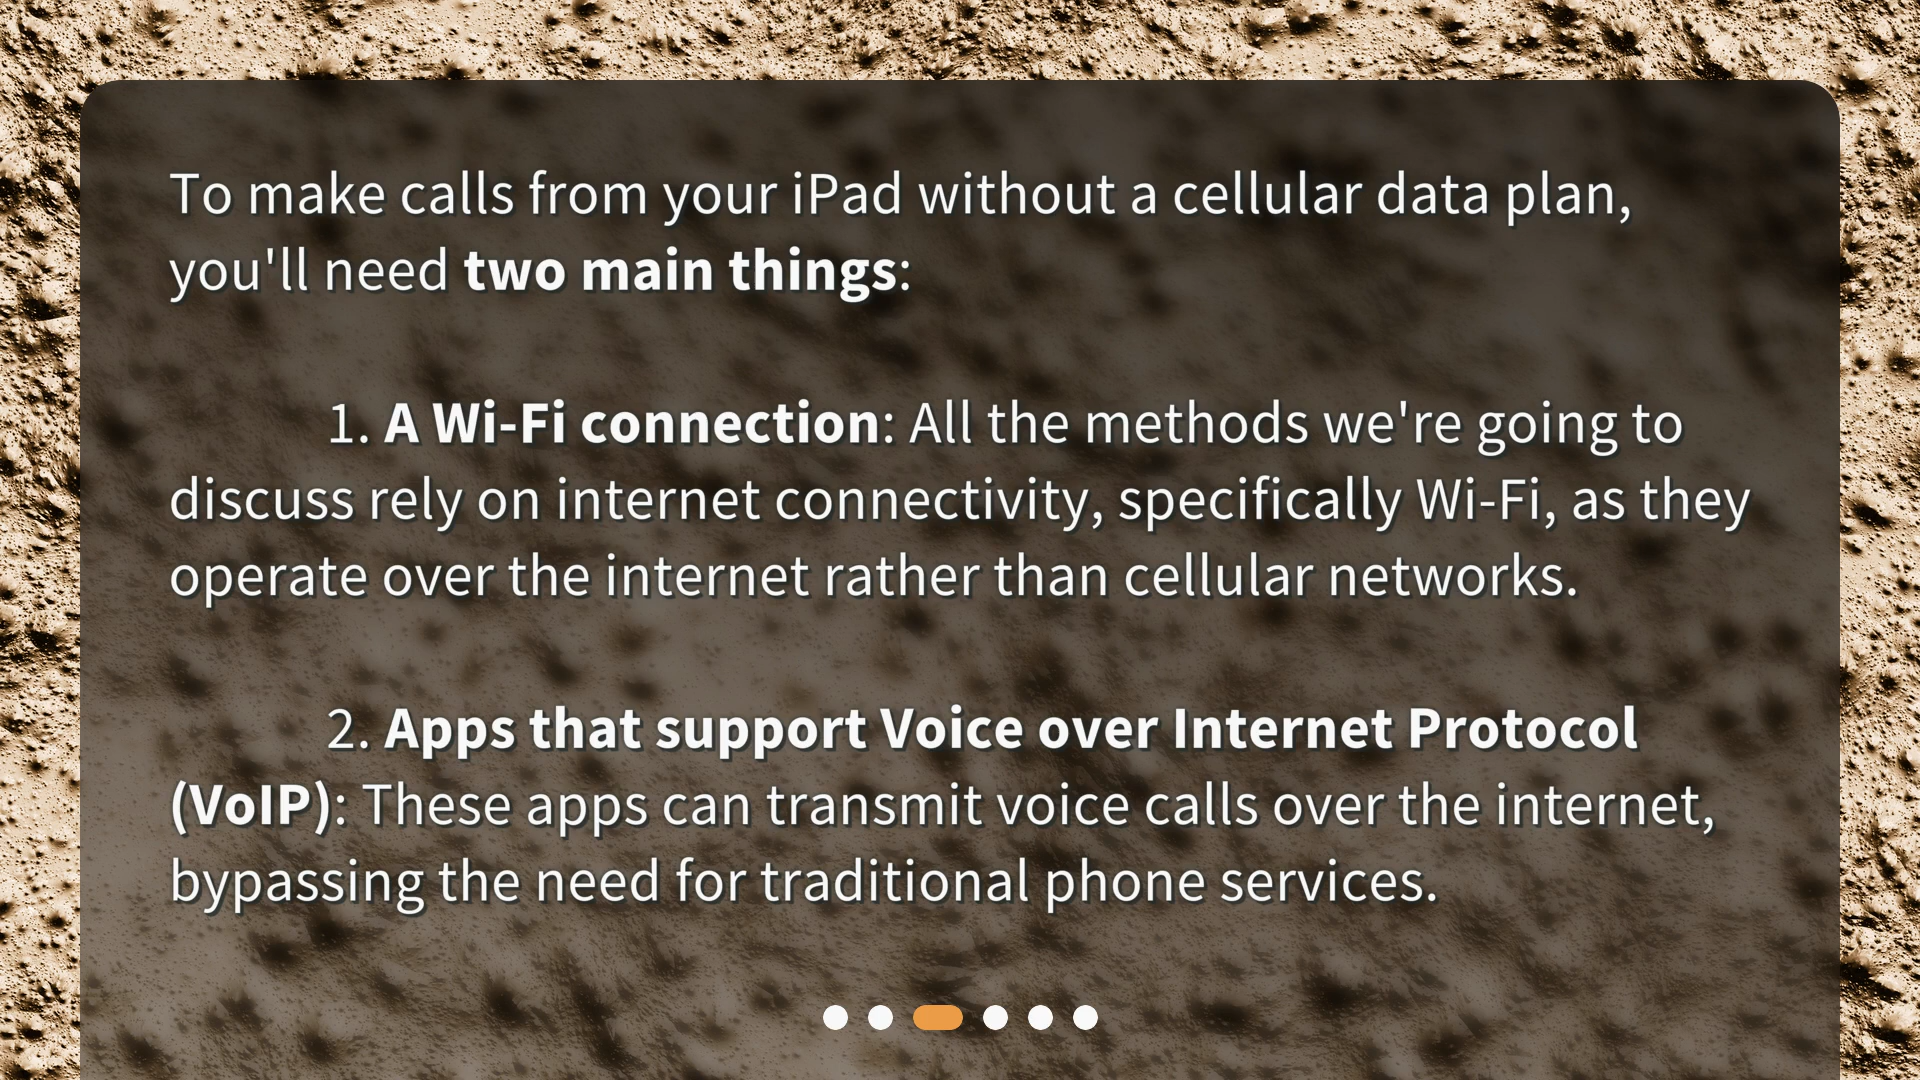 To make calls from your iPad without a cellular data plan,
you'll need two main things:
1. A Wi-Fi connection: All the methods we're going to
discuss rely on internet connectivity, specifically Wi-Fi, as they
operate over the internet rather than cellular networks.
2. Apps that support Voice over Internet Protocol
(VoIP): These apps can transmit voice calls over the internet,
bypassing the need for traditional phone services.